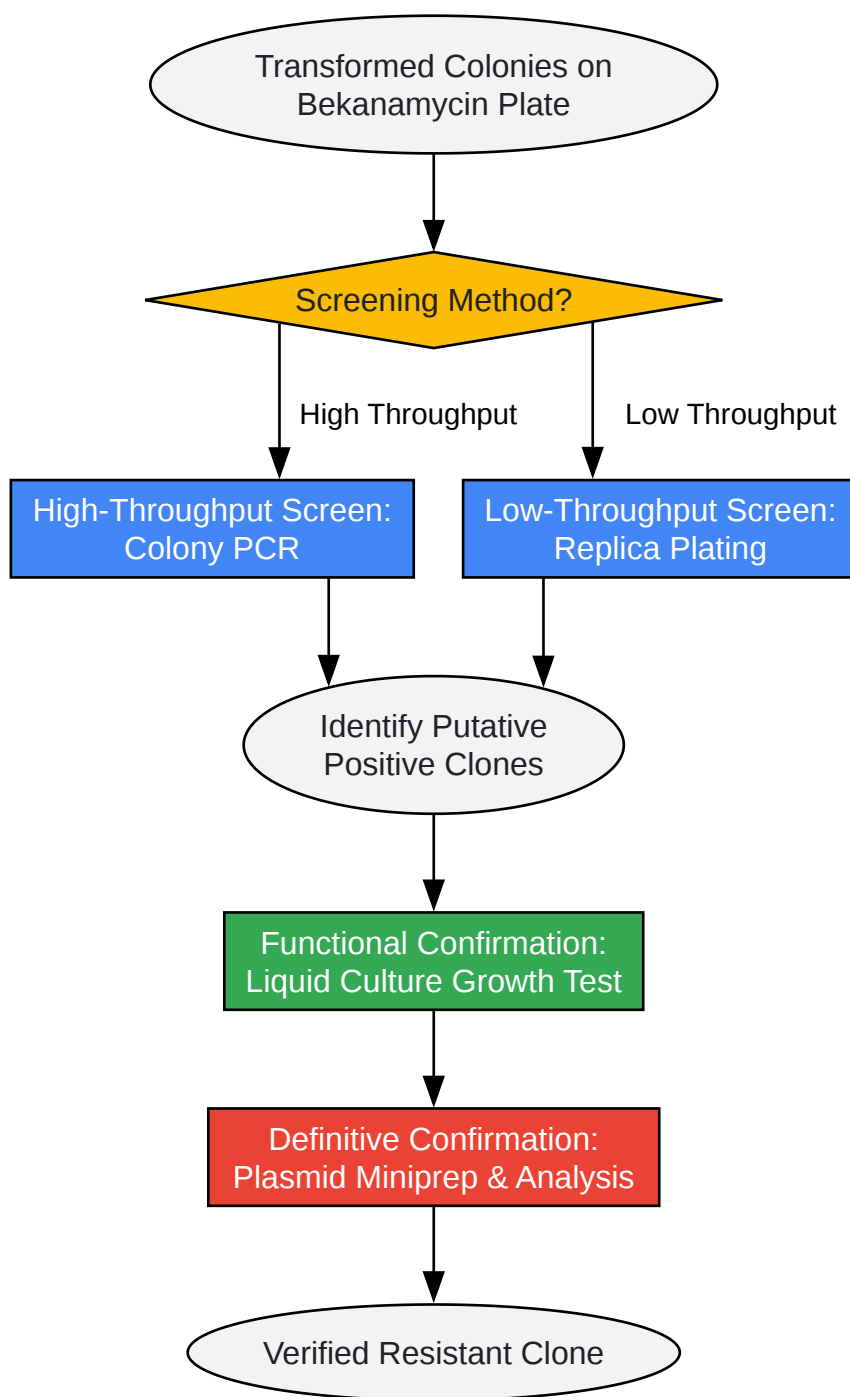 Transformed Colonies on
Bekanamycin Plate
Screening Method?
High Throughput
Low Throughput
High-Throughput Screen:
Colony PCR
Low-Throughput Screen:
Replica Plating
Identify Putative
Positive Clones
Functional Confirmation:
Liquid Culture Growth Test
Definitive Confirmation:
Plasmid Miniprep & Analysis
Verified Resistant Clone